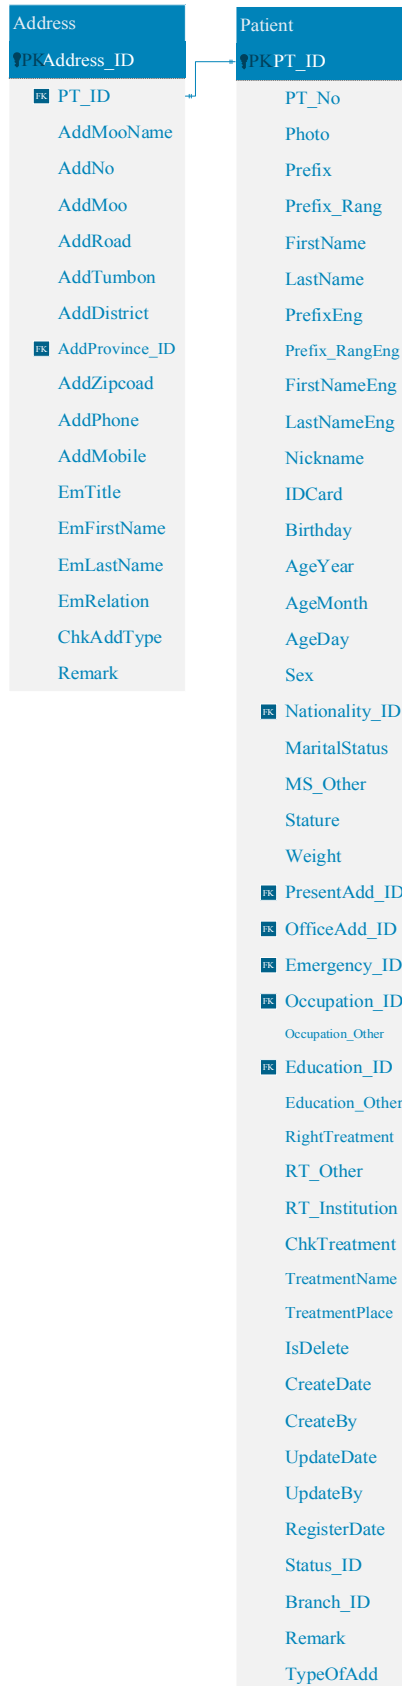 Address
PK Address_ID
FK PT_ID
AddMooName
AddNo
AddMoo
AddRoad
AddTumbon
AddDistrict
FK AddProvince_ID
AddZipcoad
AddPhone
AddMobile
EmTitle
EmFirstName
EmLastName
EmRelation
ChkAddType
Remark
Patient
PK PT_ID
PT_No
Photo
Prefix
Prefix_Rang
FirstName
LastName
PrefixEng
Prefix_RangEng
FirstNameEng
LastNameEng
Nickname
IDCard
Birthday
AgeYear
AgeMonth
AgeDay
Sex
FK Nationality_ID
MaritalStatus
MS_Other
Stature
Weight
FK PresentAdd_ID
FK OfficeAdd_ID
FK Emergency_ID
FK Occupation_ID
Occupation_Other
FK Education_ID
Education_Other
RightTreatment
RT_Other
RT_Institution
ChkTreatment
TreatmentName
TreatmentPlace
IsDelete
CreateDate
CreateBy
UpdateDate
UpdateBy
RegisterDate
Status_ID
Branch_ID
Remark
TypeOfAdd